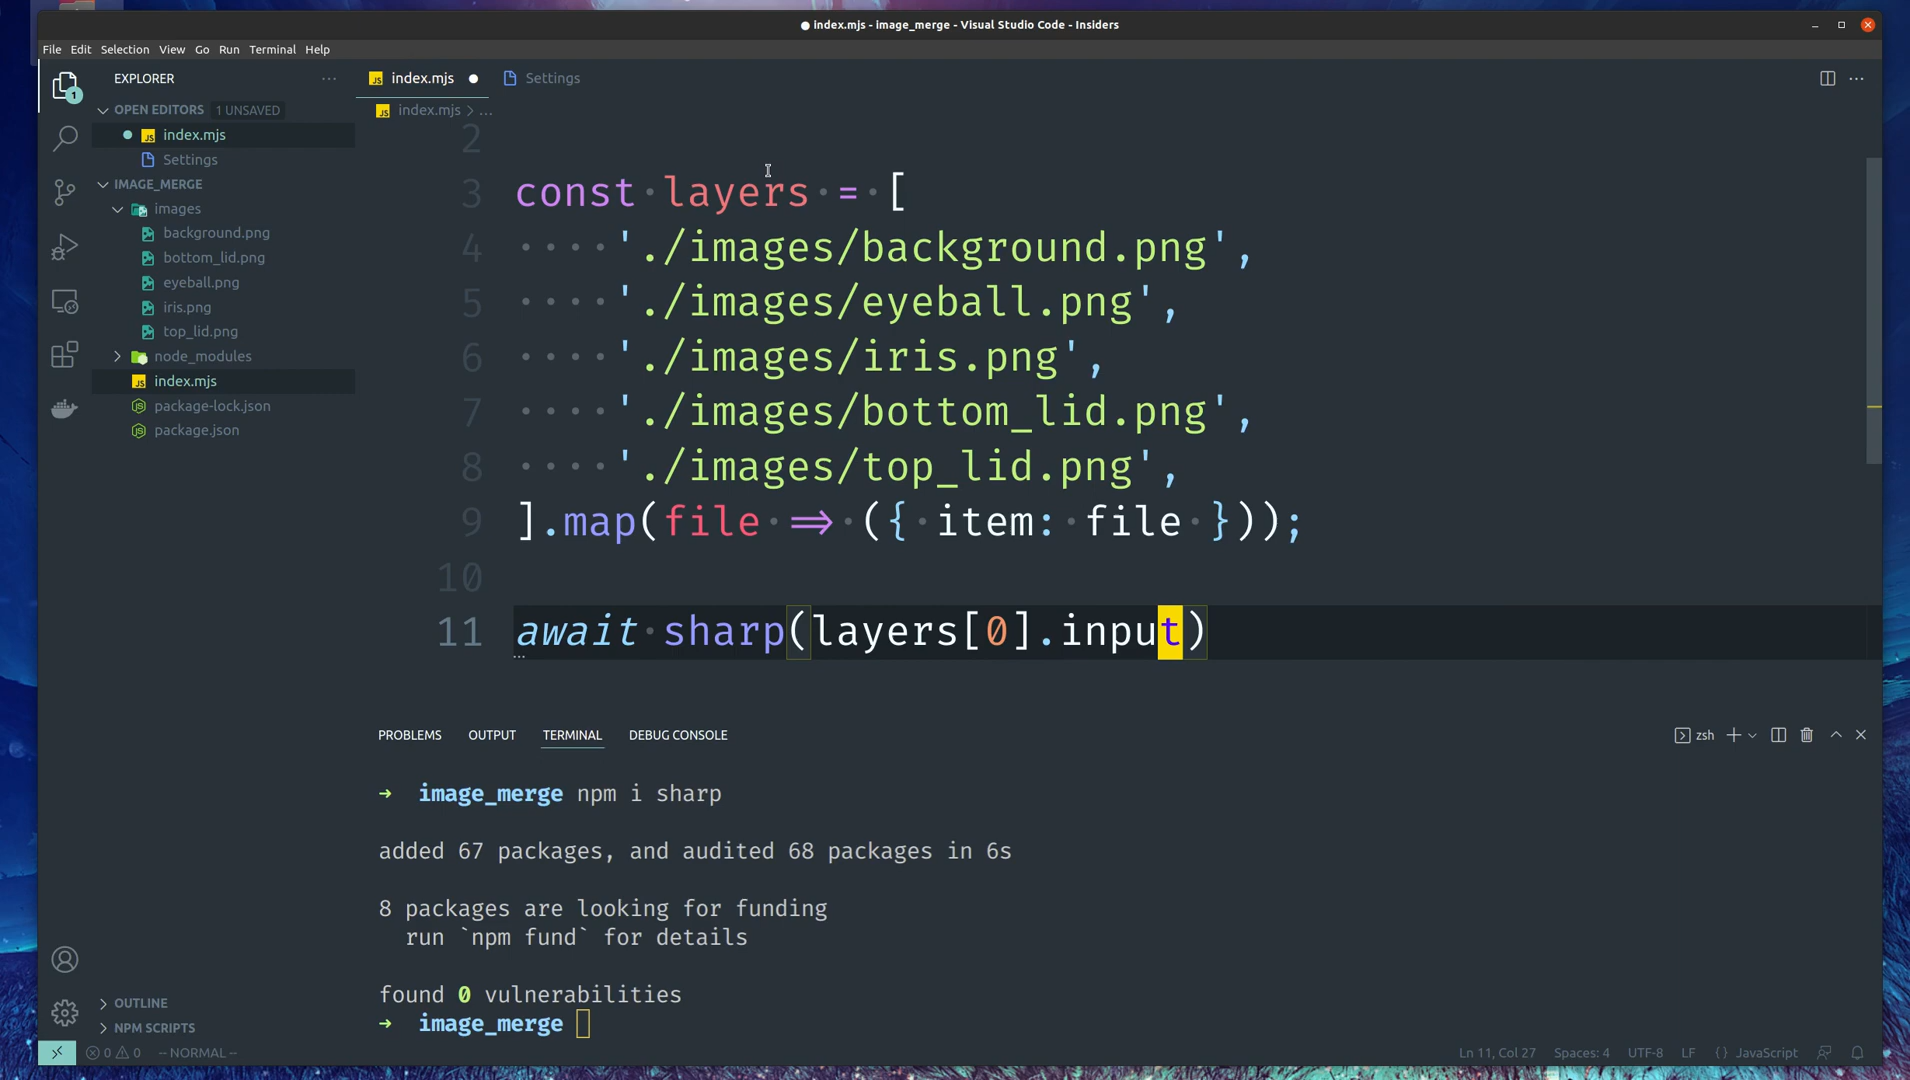 ● index.mjs - image_merge - Visual Studio Code - Insiders
File Edit Selection View Go Run Terminal Help
EXPLORER
OPEN EDITORS 1 UNSAVED
index.mjs
Settings
IMAGE_MERGE
images
background.png
bottom_lid.png
eyeball.png
iris.png
top_lid.png
node_modules
index.mjs
package-lock.json
package.json
OUTLINE
NPM SCRIPTS
1
index.mjs ● Settings
index.mjs > ...
2
3 const layers = [
4 './images/background.png',
5 './images/eyeball.png',
6 './images/iris.png',
7 './images/bottom_lid.png',
8 './images/top_lid.png',
9 ].map(file => ({ item: file }));
10
11 await sharp(layers[0].input)
PROBLEMS OUTPUT TERMINAL DEBUG CONSOLE
zsh
→ image_merge npm i sharp
added 67 packages, and audited 68 packages in 6s
8 packages are looking for funding
run `npm fund` for details
found 0 vulnerabilities
→ image_merge
0 0 -- NORMAL --
Ln 11, Col 27 Spaces: 4 UTF-8 LF {} JavaScript